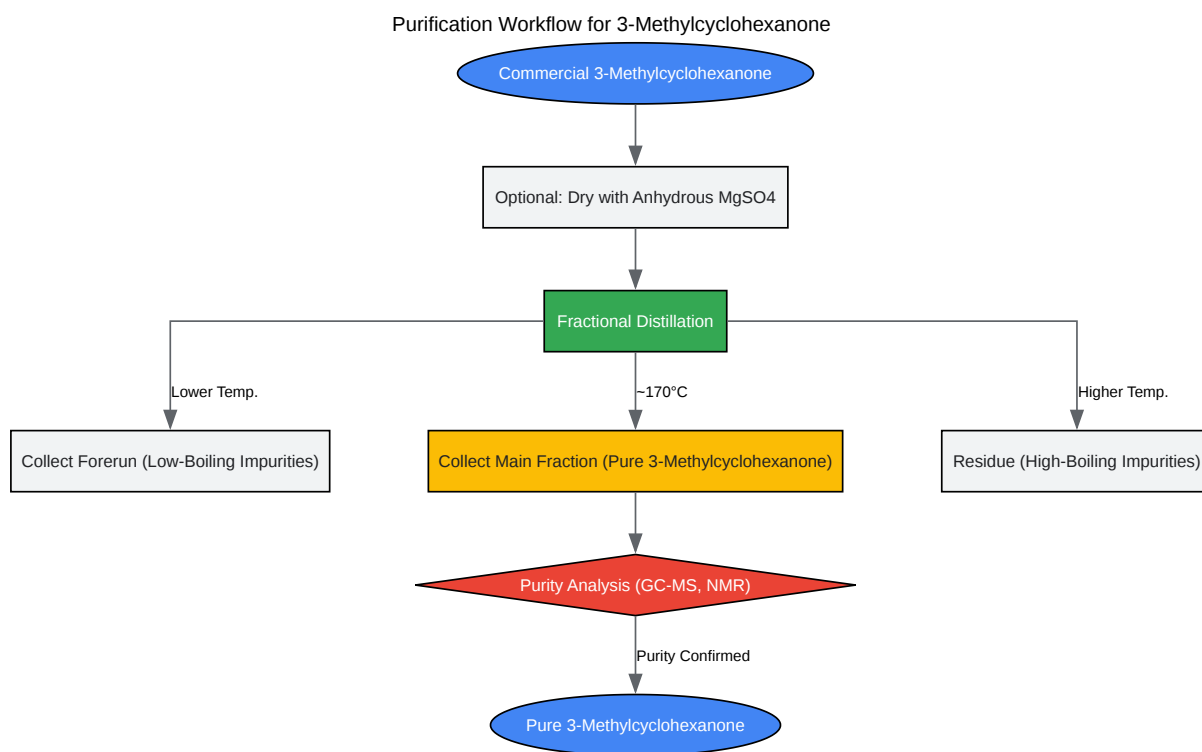 Purification Workflow for 3-Methylcyclohexanone
Commercial 3-Methylcyclohexanone
Optional: Dry with Anhydrous MgSO4
Fractional Distillation
Lower Temp.
~170°C
Higher Temp.
Collect Forerun (Low-Boiling Impurities)
Collect Main Fraction (Pure 3-Methylcyclohexanone)
Residue (High-Boiling Impurities)
Purity Analysis (GC-MS, NMR)
Purity Confirmed
Pure 3-Methylcyclohexanone